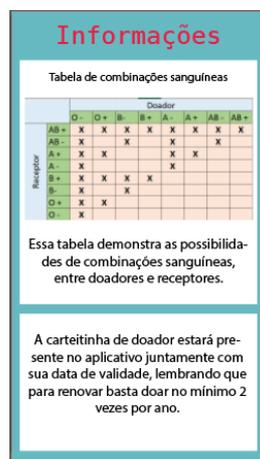 Informações
Tabela de combinações sanguíneas
Doador
O - O + B- B + A - A + AB - AB +
Receptor
AB + X X X X X X X X
AB - X X X X
A + X X X X
A - X X
B + X X X X
B- X X
O + X X
O - X
Essa tabela demonstra as possibilida-
des de combinações sanguíneas,
entre doadores e receptores.
A carteitinha de doador estará pre-
sente no aplicativo juntamente com
sua data de validade, lembrando que
para renovar basta doar no mínimo 2
vezes por ano.